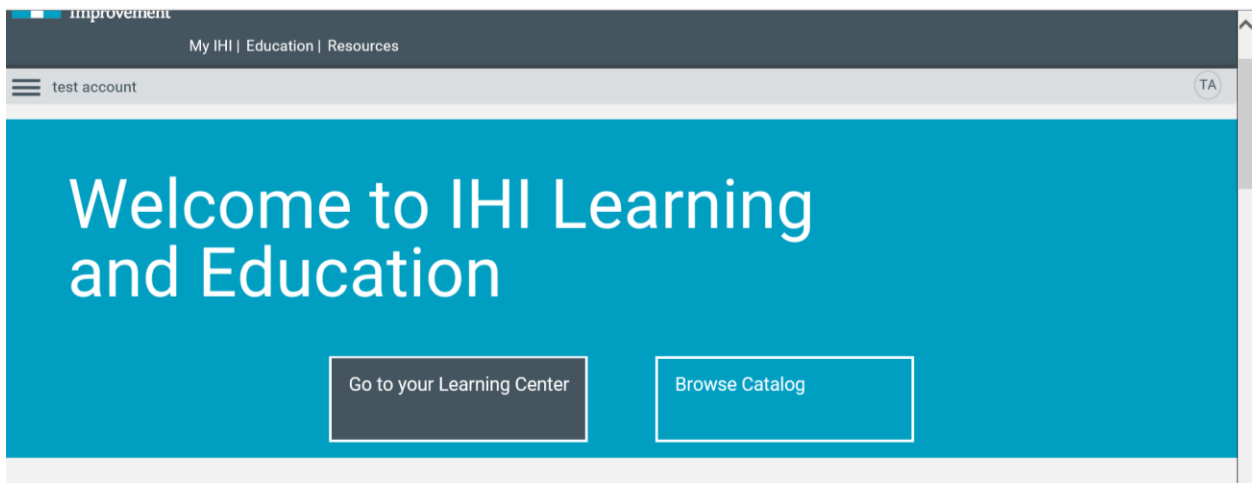 Improvement
My IHI | Education | Resources
test account
TA
Welcome to IHI Learning
and Education
Go to your Learning Center
Browse Catalog